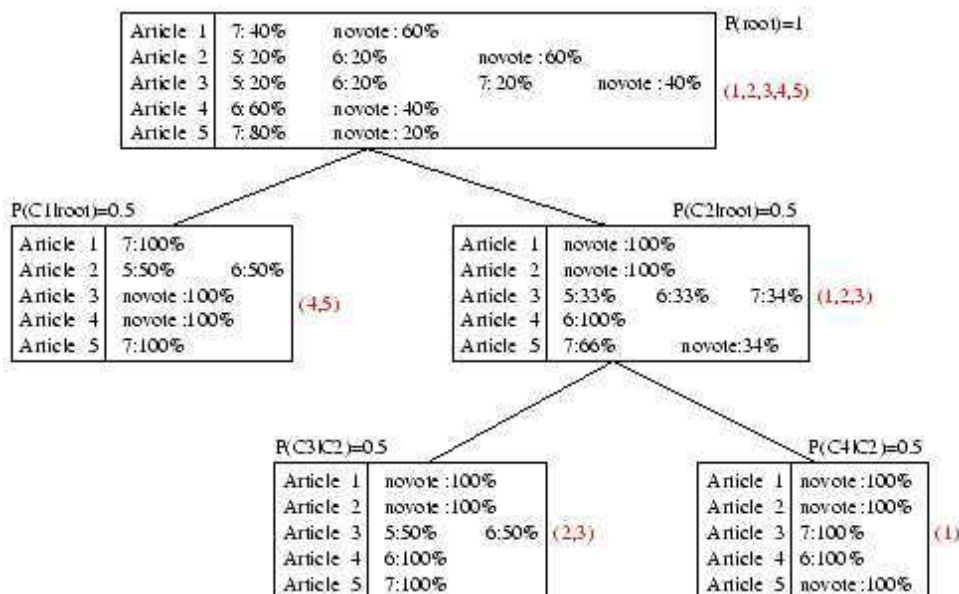 P(root)=1
Article 1 7: 40% novote : 60%
Article 2 5: 20% 6: 20% novote : 60%
Article 3 5: 20% 6: 20% 7: 20% novote : 40%
Article 4 6: 60% novote : 40%
Article 5 7: 80% novote : 20%
(1,2,3,4,5)
P(C1|root)=0.5
Article 1 7:100%
Article 2 5:50% 6:50%
Article 3 novote :100%
Article 4 novote :100%
Article 5 7:100%
(4,5)
P(C2|root)=0.5
Article 1 novote :100%
Article 2 novote :100%
Article 3 5:33% 6:33% 7:34%
Article 4 6:100%
Article 5 7:66% novote:34%
(1,2,3)
P(C3|C2)=0.5
Article 1 novote :100%
Article 2 novote :100%
Article 3 5:50% 6:50%
Article 4 6:100%
Article 5 7:100%
(2,3)
P(C4|C2)=0.5
Article 1 novote:100%
Article 2 novote:100%
Article 3 7:100%
Article 4 6:100%
Article 5 novote:100%
(1)